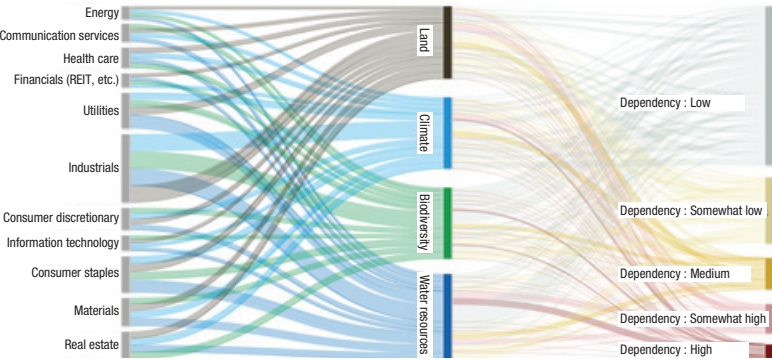 Energy
Communication services
Health care
Financials (REIT, etc.)
Utilities
Industrials
Consumer discretionary
Information technology
Consumer staples
Materials
Real estate
Land
Climate
Biodiversity
Water resources
Dependency : Low
Dependency : Somewhat low
Dependency : Medium
Dependency : Somewhat high
Dependency : High